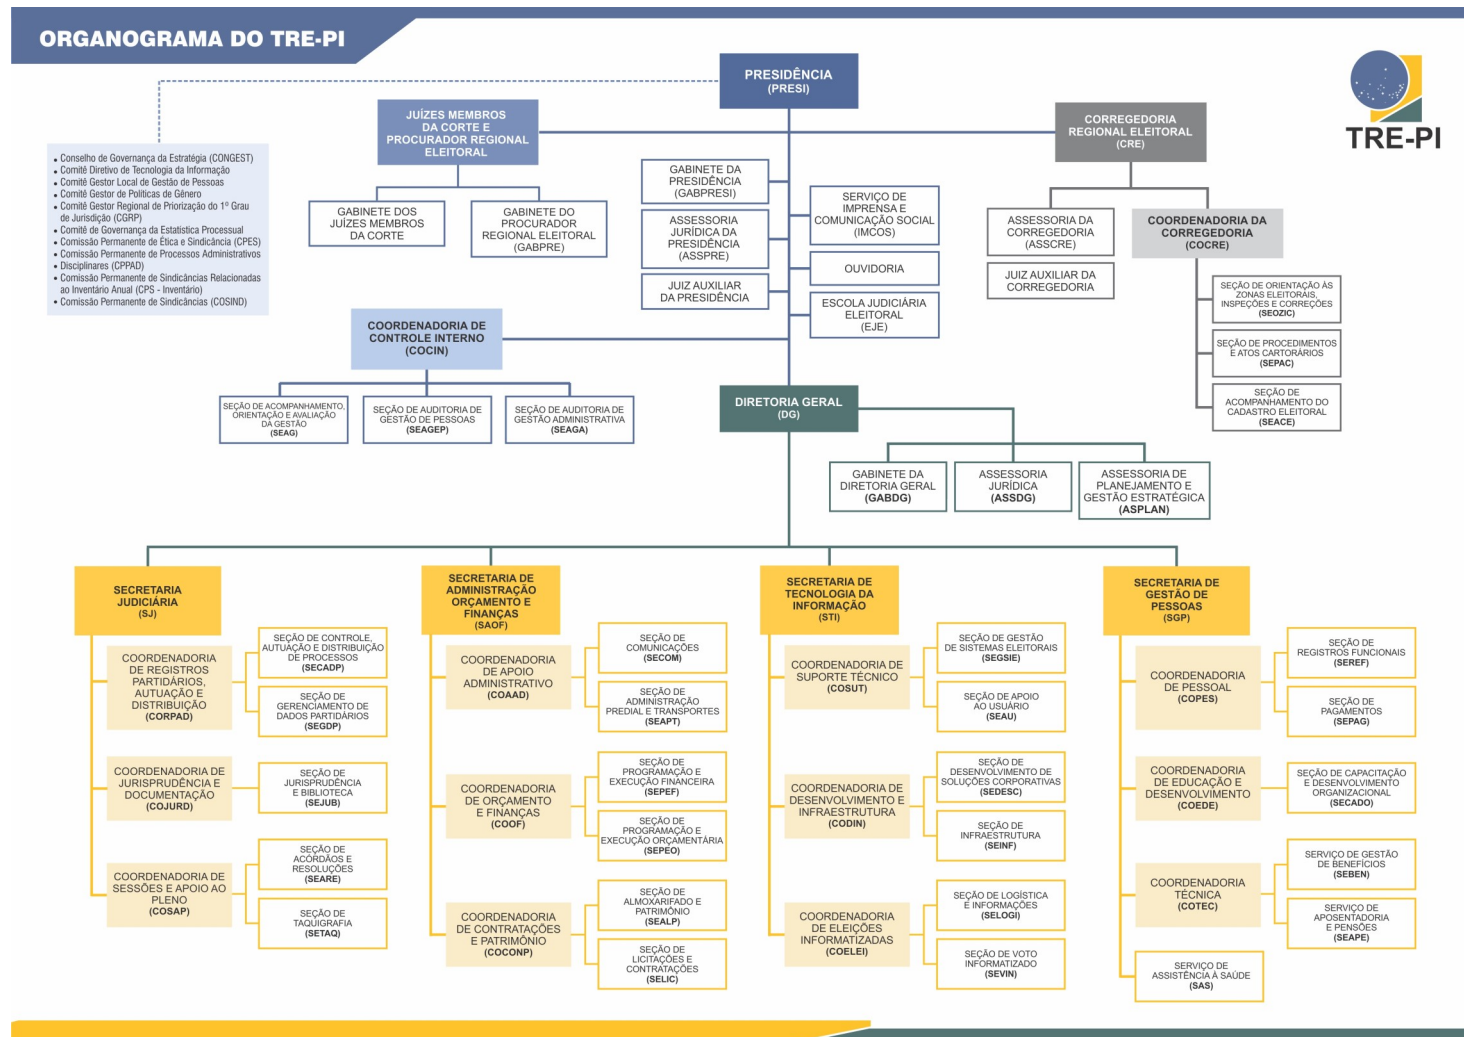 ORGANOGRAMA DO TRE-PI
PRESIDÊNCIA
(PRESI)
TRE-PI
JUÍZES MEMBROS
DA CORTE E
PROCURADOR REGIONAL
ELEITORAL
CORREGEDORIA
REGIONAL ELEITORAL
(CRE)
• Conselho de Governança da Estratégia (CONGEST)
• Comitê Diretivo de Tecnologia da Informação
• Comitê Gestor Local de Gestão de Pessoas
• Comitê Gestor de Políticas de Gênero
• Comitê Gestor Regional de Priorização do 1º Grau
de Jurisdição (CGRP)
• Comitê de Governança da Estatística Processual
• Comissão Permanente de Ética e Sindicância (CPES)
• Comissão Permanente de Processos Administrativos
• Disciplinares (CPPAD)
• Comissão Permanente de Sindicâncias Relacionadas
ao Inventário Anual (CPS - Inventário)
• Comissão Permanente de Sindicâncias (COSIND)
GABINETE DOS
JUÍZES MEMBROS
DA CORTE
GABINETE DO
PROCURADOR
REGIONAL ELEITORAL
(GABPRE)
GABINETE DA
PRESIDÊNCIA
(GABPRESI)
ASSESSORIA
JURÍDICA DA
PRESIDÊNCIA
(ASSPRE)
JUIZ AUXILIAR
DA PRESIDÊNCIA
SERVIÇO DE
IMPRENSA E
COMUNICAÇÃO SOCIAL
(IMCOS)
OUVIDORIA
ESCOLA JUDICIÁRIA
ELEITORAL
(EJE)
ASSESSORIA DA
CORREGEDORIA
(ASSCRE)
JUIZ AUXILIAR DA
CORREGEDORIA
COORDENADORIA DA
CORREGEDORIA
(COCRE)
SEÇÃO DE ORIENTAÇÃO ÀS
ZONAS ELEITORAIS,
INSPEÇÕES E CORREÇÕES
(SEOZIC)
SEÇÃO DE PROCEDIMENTOS
E ATOS CARTORÁRIOS
(SEPAC)
SEÇÃO DE
ACOMPANHAMENTO DO
CADASTRO ELEITORAL
(SEACE)
COORDENADORIA DE
CONTROLE INTERNO
(COCIN)
SEÇÃO DE ACOMPANHAMENTO,
ORIENTAÇÃO E AVALIAÇÃO
DA GESTÃO
(SEAG)
SEÇÃO DE AUDITORIA DE
GESTÃO DE PESSOAS
(SEAGEP)
SEÇÃO DE AUDITORIA DE
GESTÃO ADMINISTRATIVA
(SEAGA)
DIRETORIA GERAL
(DG)
GABINETE DA
DIRETORIA GERAL
(GABDG)
ASSESSORIA
JURÍDICA
(ASSDG)
ASSESSORIA DE
PLANEJAMENTO E
GESTÃO ESTRATÉGICA
(ASPLAN)
SECRETARIA
JUDICIÁRIA
(SJ)
COORDENADORIA
DE REGISTROS
PARTIDÁRIOS,
AUTUAÇÃO E
DISTRIBUIÇÃO
(CORPAD)
SEÇÃO DE CONTROLE,
AUTUAÇÃO E DISTRIBUIÇÃO
DE PROCESSOS
(SECADP)
SEÇÃO DE
GERENCIAMENTO DE
DADOS PARTIDÁRIOS
(SEGDP)
COORDENADORIA DE
JURISPRUDÊNCIA E
DOCUMENTAÇÃO
(COJURD)
SEÇÃO DE
JURISPRUDÊNCIA
E BIBLIOTECA
(SEJUB)
COORDENADORIA DE
SESSÕES E APOIO AO
PLENO
(COSAP)
SEÇÃO DE
ACÓRDÃOS E
RESOLUÇÕES
(SEARE)
SEÇÃO DE
TAQUIGRAFIA
(SETAQ)
SECRETARIA DE
ADMINISTRAÇÃO
ORÇAMENTO E
FINANÇAS
(SAOF)
COORDENADORIA
DE APOIO
ADMINISTRATIVO
(COAAD)
SEÇÃO DE
COMUNICAÇÕES
(SECOM)
SEÇÃO DE
ADMINISTRAÇÃO
PREDIAL E TRANSPORTES
(SEAPT)
COORDENADORIA
DE ORÇAMENTO
E FINANÇAS
(COOF)
SEÇÃO DE
PROGRAMAÇÃO E
EXECUÇÃO FINANCEIRA
(SEPEF)
SEÇÃO DE
PROGRAMAÇÃO E
EXECUÇÃO ORÇAMENTÁRIA
(SEPEO)
COORDENADORIA
DE CONTRATAÇÕES
E PATRIMÔNIO
(COCONP)
SEÇÃO DE
ALMOXARIFADO E
PATRIMÔNIO
(SEALP)
SEÇÃO DE
LICITAÇÕES E
CONTRATAÇÕES
(SELIC)
SECRETARIA DE
TECNOLOGIA DA
INFORMAÇÃO
(STI)
COORDENADORIA DE
SUPORTE TÉCNICO
(COSUT)
SEÇÃO DE GESTÃO
DE SISTEMAS ELEITORAIS
(SEGSIE)
SEÇÃO DE APOIO
AO USUÁRIO
(SEAU)
COORDENADORIA
DE DESENVOLVIMENTO E
INFRAESTRUTURA
(CODIN)
SEÇÃO DE
DESENVOLVIMENTO DE
SOLUÇÕES CORPORATIVAS
(SEDESC)
SEÇÃO DE
INFRAESTRUTURA
(SEINF)
COORDENADORIA
DE ELEIÇÕES
INFORMATIZADAS
(COELEI)
SEÇÃO DE LOGÍSTICA
E INFORMAÇÕES
(SELOGI)
SEÇÃO DE VOTO
INFORMATIZADO
(SEVIN)
SECRETARIA DE
GESTÃO DE
PESSOAS
(SGP)
COORDENADORIA
DE PESSOAL
(COPES)
SEÇÃO DE
REGISTROS FUNCIONAIS
(SEREF)
SEÇÃO DE
PAGAMENTOS
(SEPAG)
COORDENADORIA
DE EDUCAÇÃO E
DESENVOLVIMENTO
(COEDE)
SEÇÃO DE CAPACITAÇÃO
E DESENVOLVIMENTO
ORGANIZACIONAL
(SECADO)
COORDENADORIA
TÉCNICA
(COTEC)
SERVIÇO DE GESTÃO
DE BENEFÍCIOS
(SEBEN)
SERVIÇO DE
APOSENTADORIA
E PENSÕES
(SEAPE)
SERVIÇO DE
ASSISTÊNCIA À SAÚDE
(SAS)